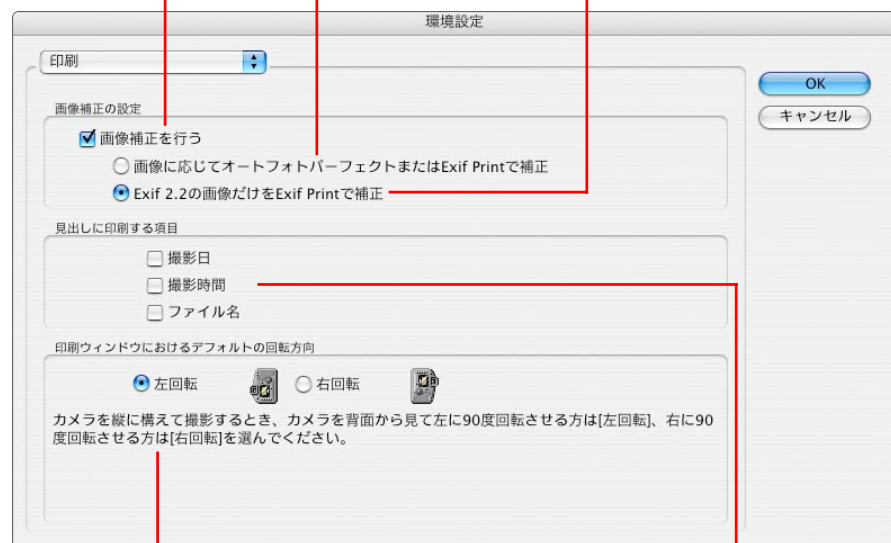 環境設定
印刷
OK
キャンセル
画像補正の設定
画像補正を行う
画像に応じてオートフォトパーフェクトまたはExif Printで補正
Exif 2.2の画像だけをExif Printで補正
見出しに印刷する項目
撮影日
撮影時間
ファイル名
印刷ウィンドウにおけるデフォルトの回転方向
左回転 右回転
カメラを縦に構えて撮影するとき、カメラを背面から見て左に90度回転させる方は[左回転]、右に90
度回転させる方は[右回転]を選んでください。